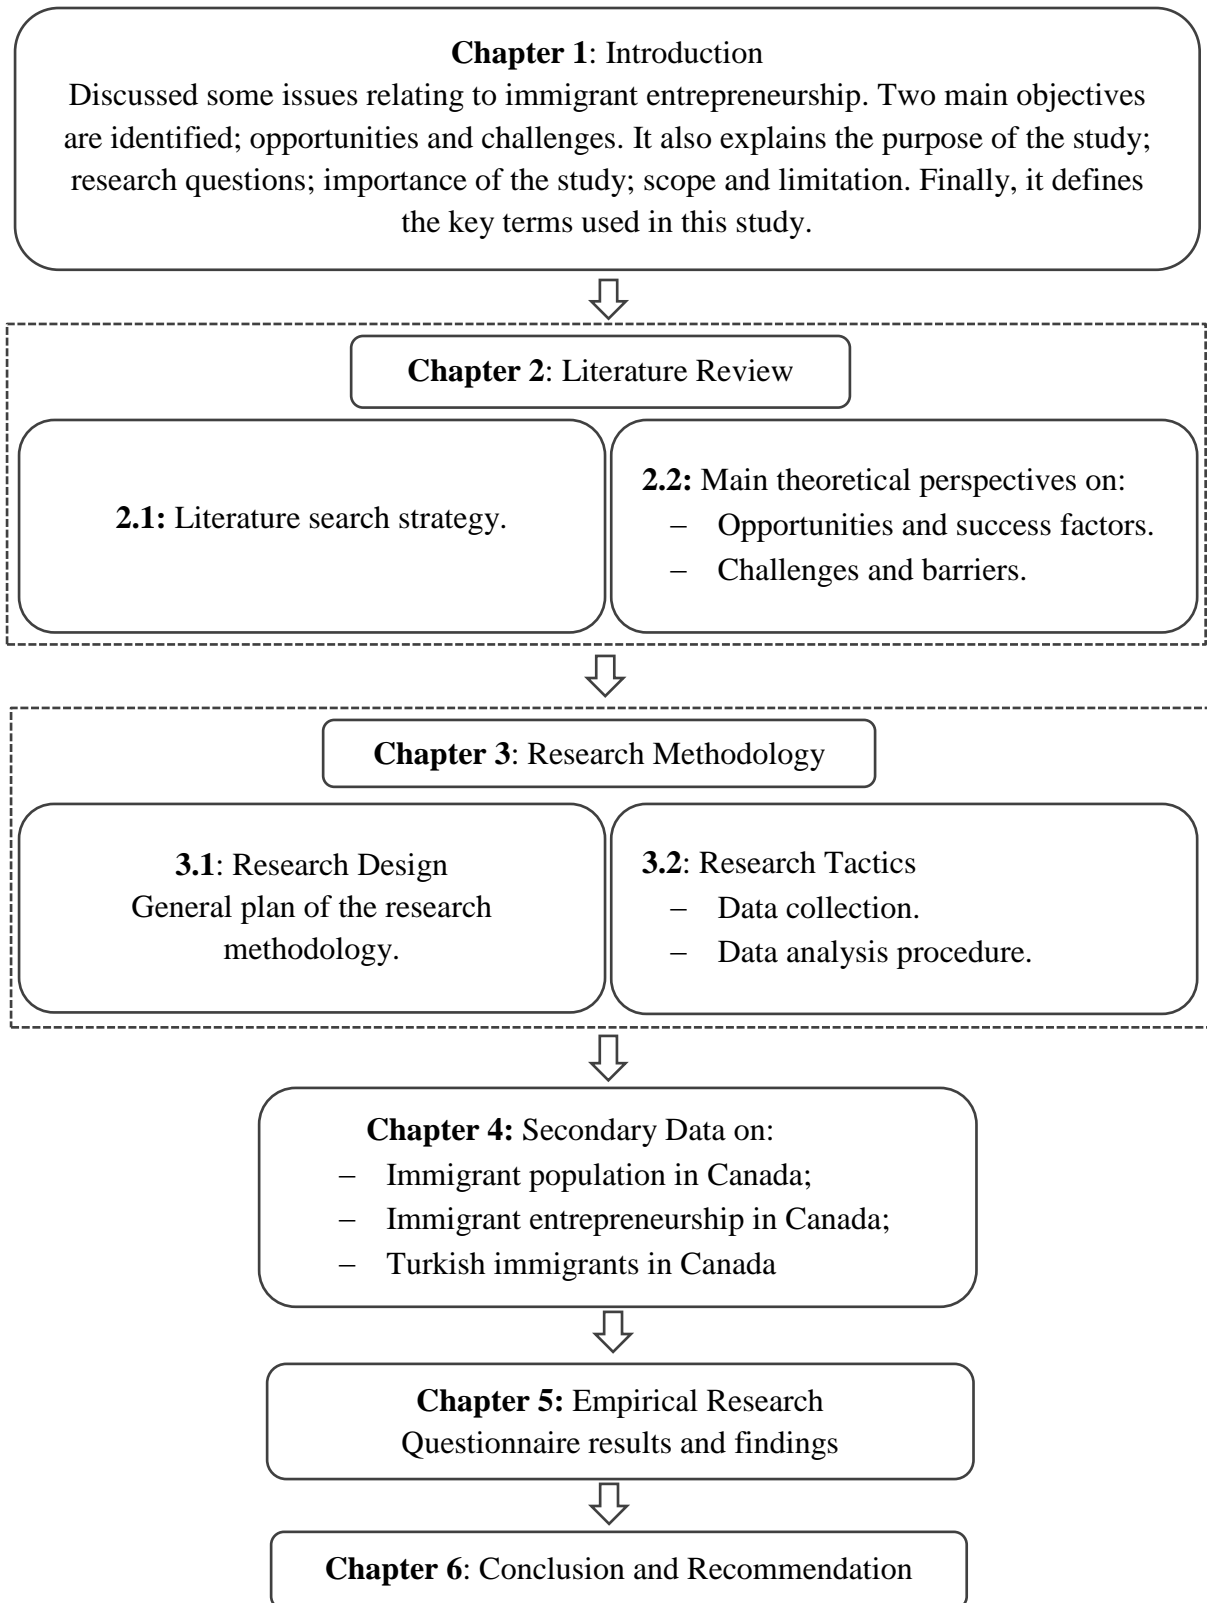 Chapter 1: Introduction
Discussed some issues relating to immigrant entrepreneurship. Two main objectives
are identified; opportunities and challenges. It also explains the purpose of the study;
research questions; importance of the study; scope and limitation. Finally, it defines
the key terms used in this study.
Chapter 2: Literature Review
2.1: Literature search strategy.
2.2: Main theoretical perspectives on:
– Opportunities and success factors.
– Challenges and barriers.
Chapter 3: Research Methodology
3.1: Research Design
General plan of the research
methodology.
3.2: Research Tactics
– Data collection.
– Data analysis procedure.
Chapter 4: Secondary Data on:
– Immigrant population in Canada;
– Immigrant entrepreneurship in Canada;
– Turkish immigrants in Canada
Chapter 5: Empirical Research
Questionnaire results and findings
Chapter 6: Conclusion and Recommendation